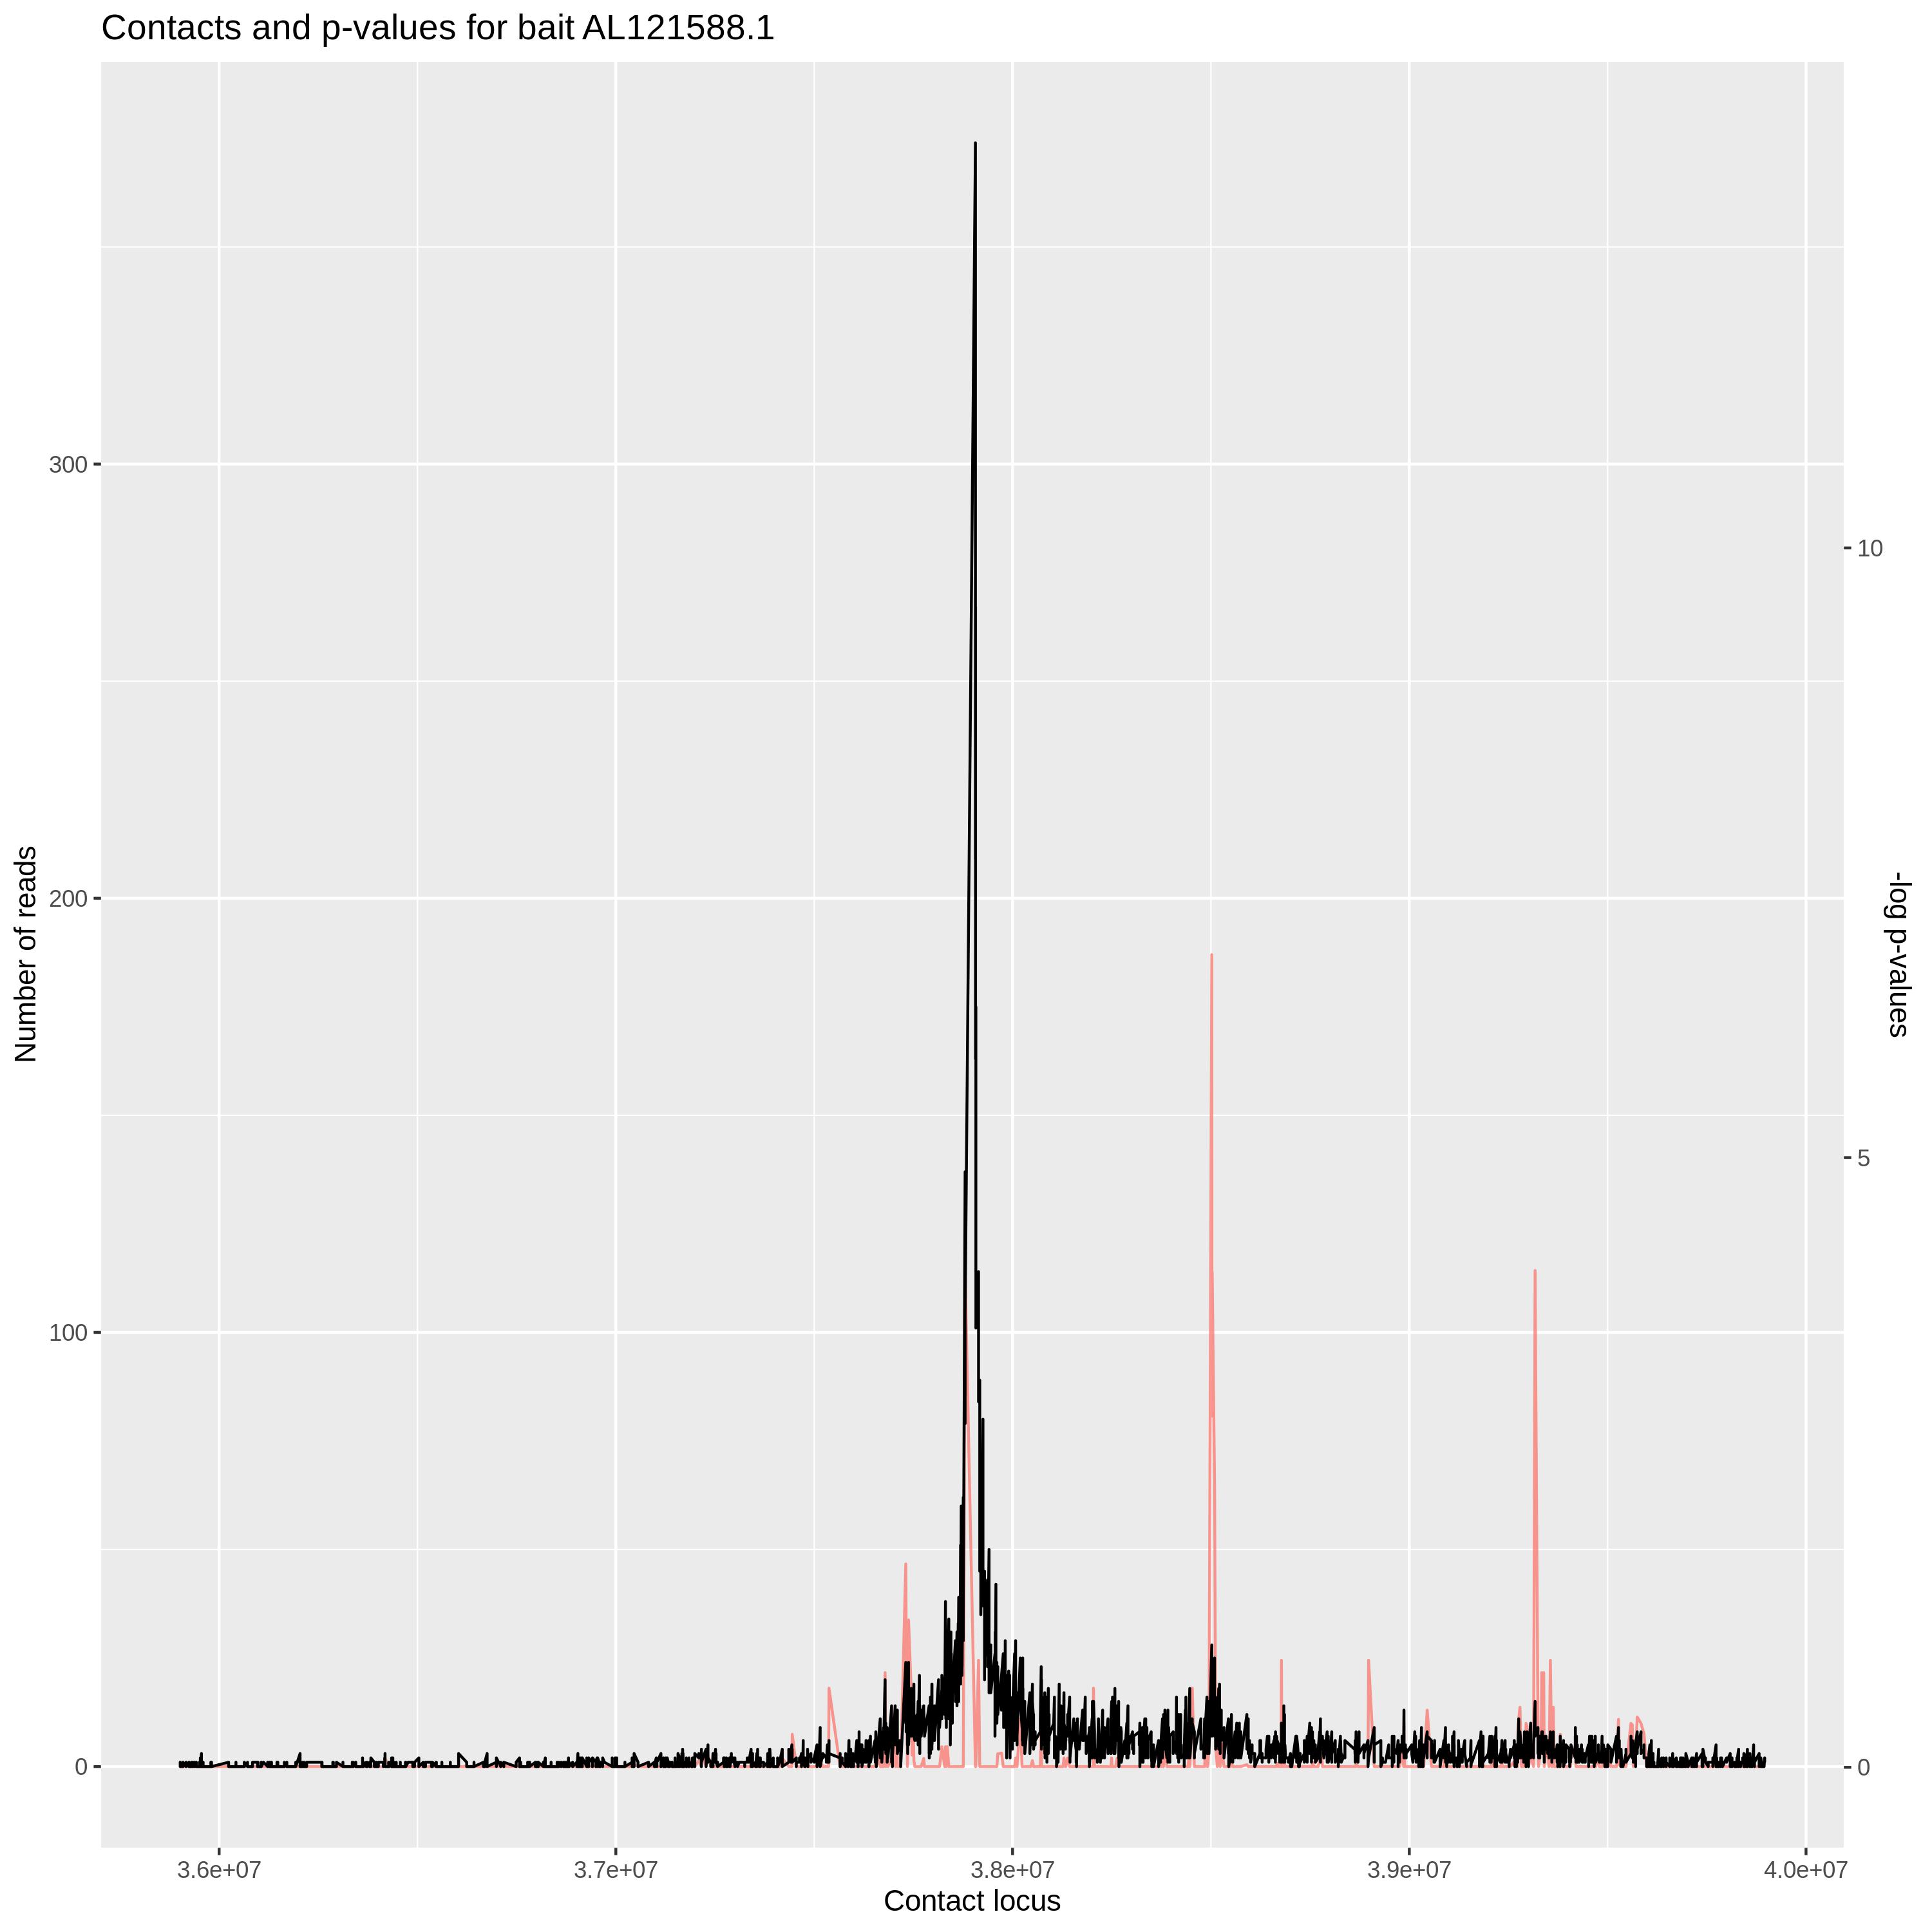 Contacts and p-values for bait AL121588.1
Number of reads
300
200
100
0
10
5
0
-log p-values
3.6e+07 3.7e+07 3.8e+07 3.9e+07 4.0e+07
Contact locus